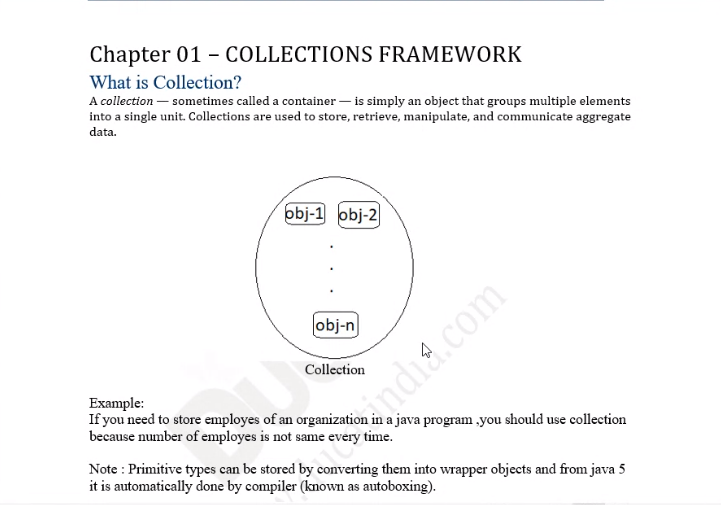 Chapter 01 – COLLECTIONS FRAMEWORK
What is Collection?
A collection — sometimes called a container — is simply an object that groups multiple elements
into a single unit. Collections are used to store, retrieve, manipulate, and communicate aggregate
data.
obj-1 obj-2
.
.
.
obj-n
Collection
Example:
If you need to store employes of an organization in a java program ,you should use collection
because number of employes is not same every time.
Note : Primitive types can be stored by converting them into wrapper objects and from java 5
it is automatically done by compiler (known as autoboxing).